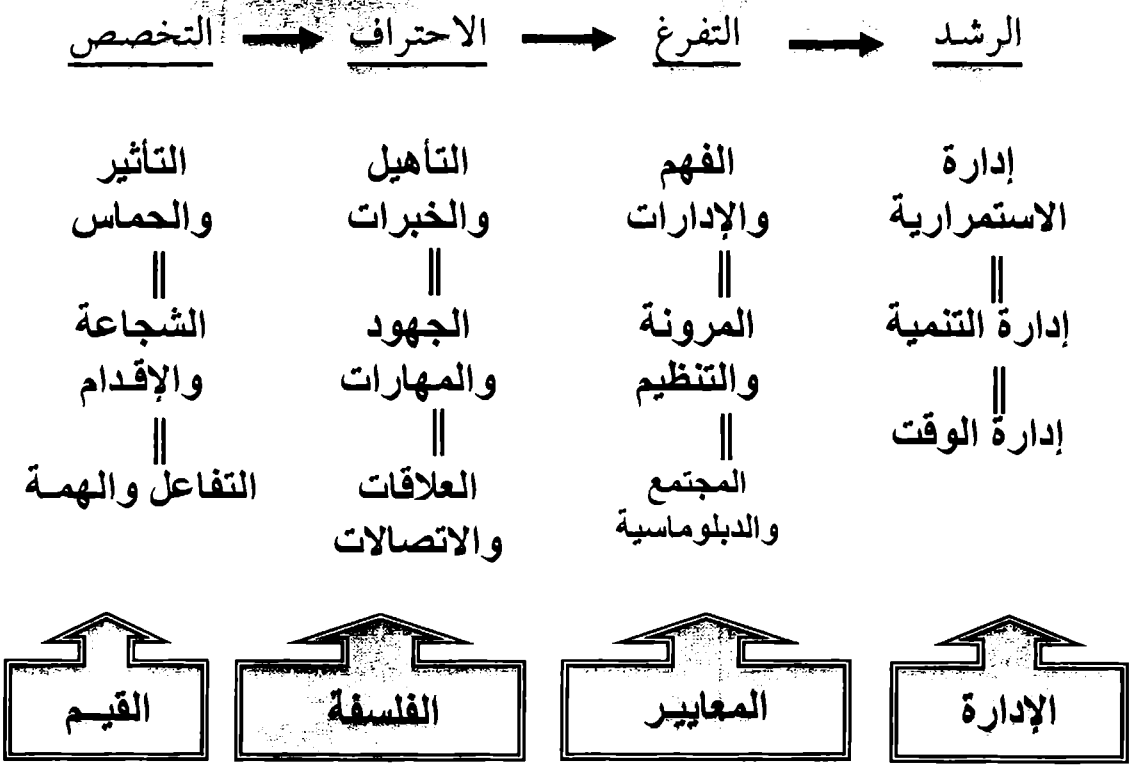 الرشد التفرغ الاحتراف التخصص
إدارة الفهم التأهيل التأثير
الاستمرارية والإدارات والخبرات والحماس
إدارة التنمية المرونة الجهود الشجاعة
والتنظيم والمهارات والإقدام
إدارة الوقت
المجتمع العلاقات التفاعل والهمة
والدبلوماسية والاتصالات
الإدارة المعايير الفلسفة القيم